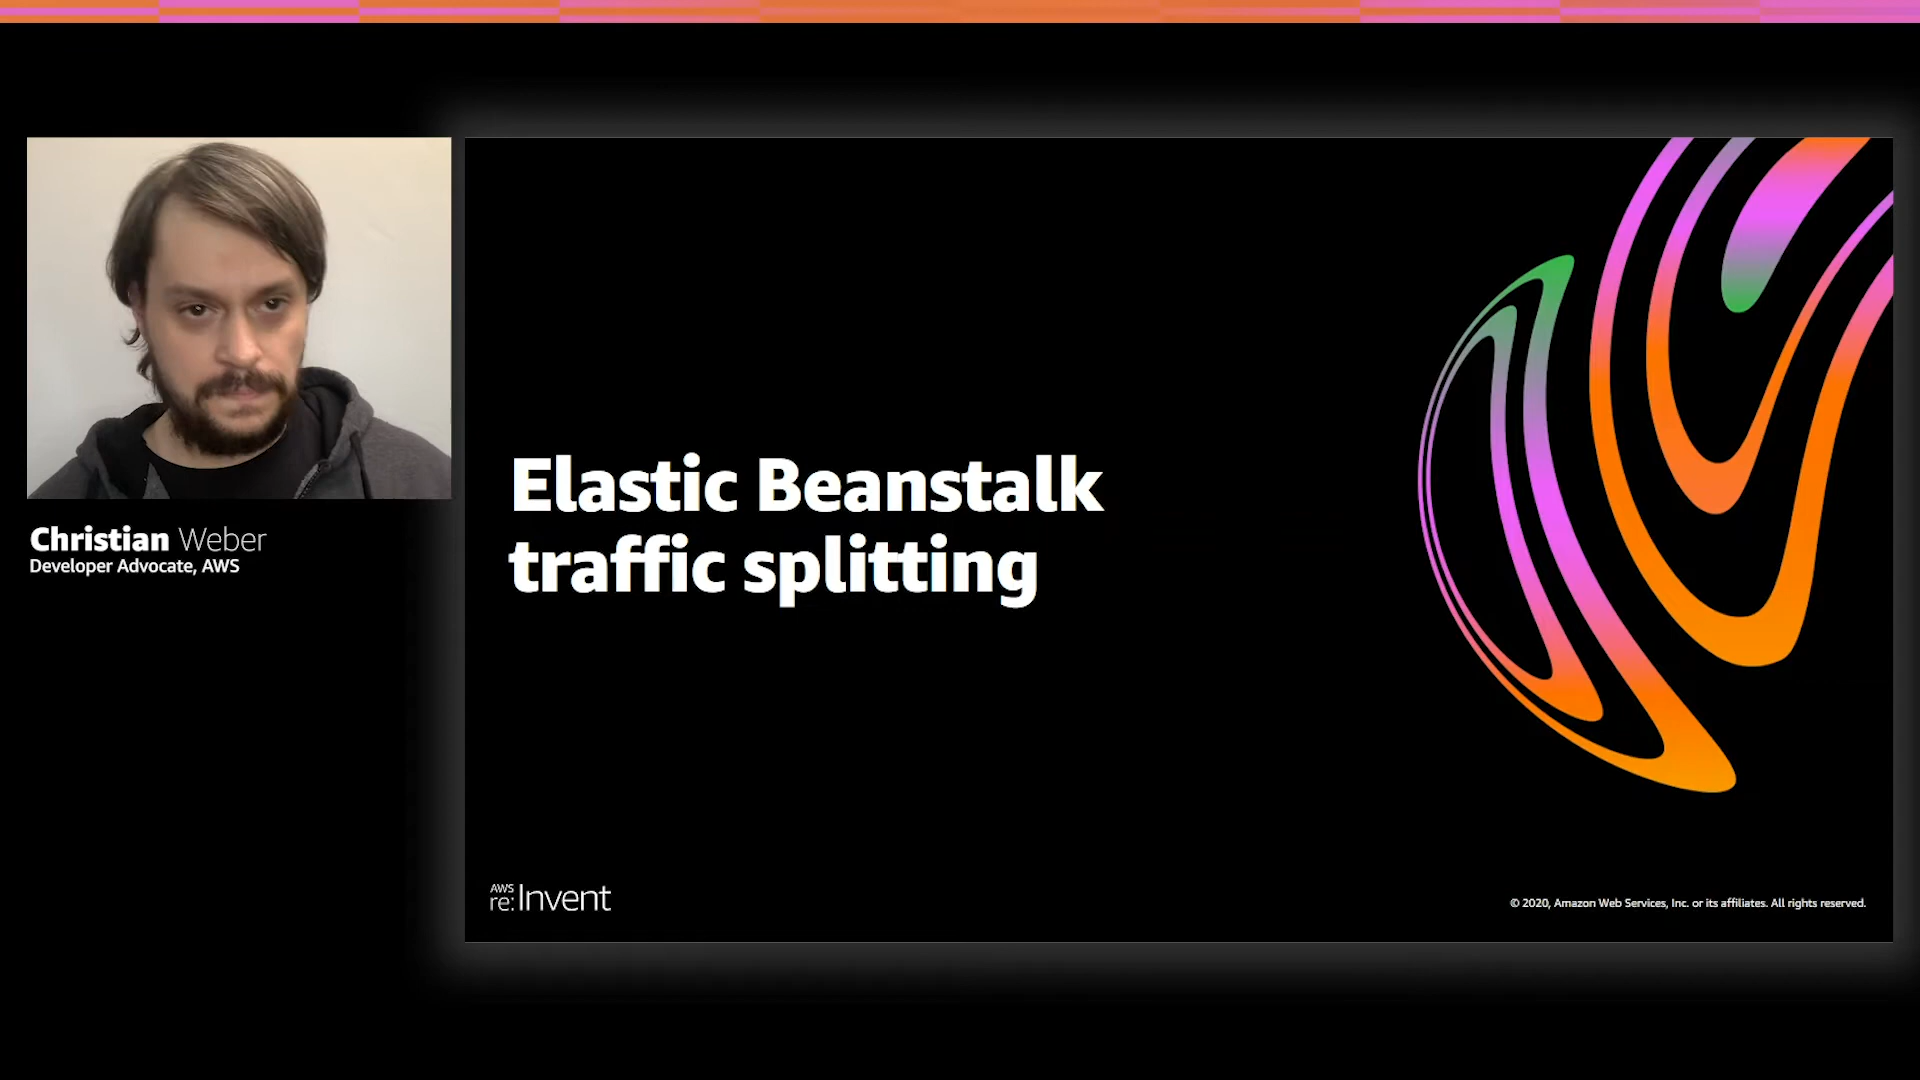 Christian Weber
Developer Advocate, AWS
Elastic Beanstalk
traffic splitting
AWS
re:Invent
© 2020, Amazon Web Services, Inc. or its affiliates. All rights reserved.